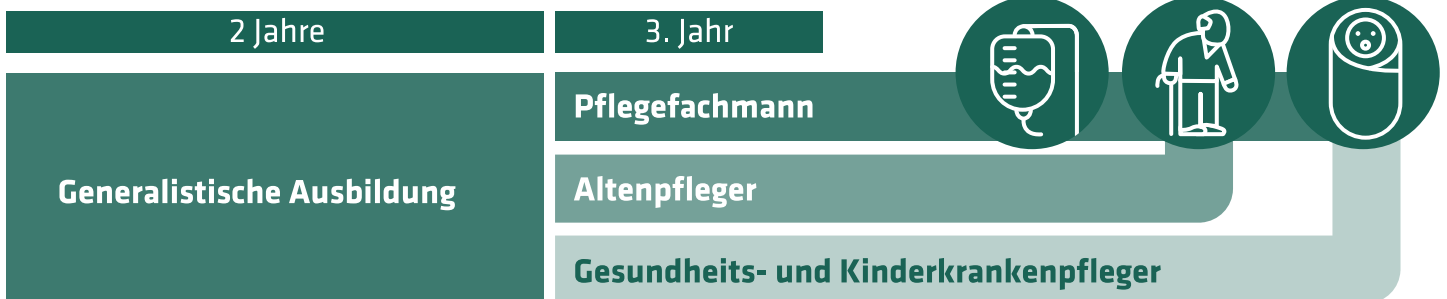 2 Jahre
3. Jahr
Generalistische Ausbildung
Pflegefachmann
Altenpfleger
Gesundheits- und Kinderkrankenpfleger